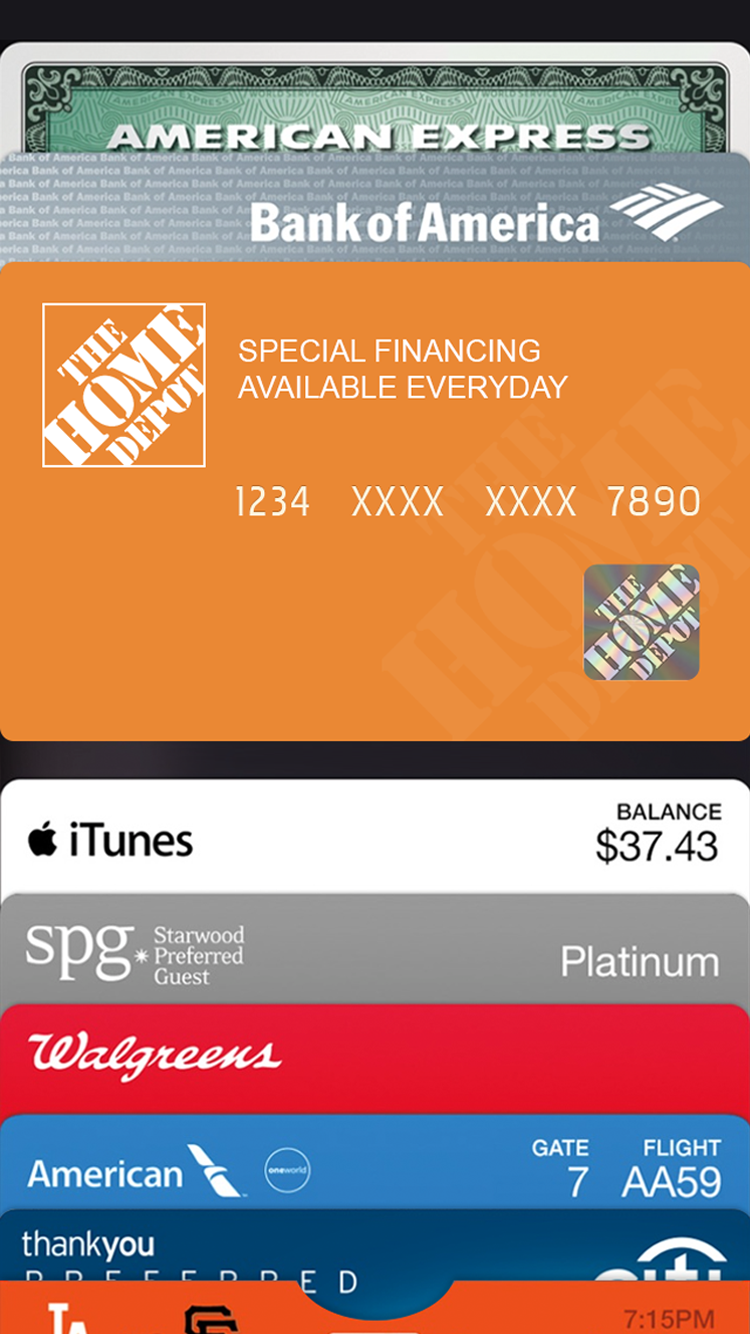 AMERICAN EXPRESS
Bank of America
THE
HOME
DEPOT
SPECIAL FINANCING
AVAILABLE EVERYDAY
1234 XXXX XXXX 7890
THE
HOME
DEPOT
iTunes
BALANCE
$37.43
spg
Starwood
Preferred
Guest
Platinum
Walgreens
American
oneworld
GATE
7
FLIGHT
AA59
thankyou
PREFERRED
citi
LA
SF
7:15PM